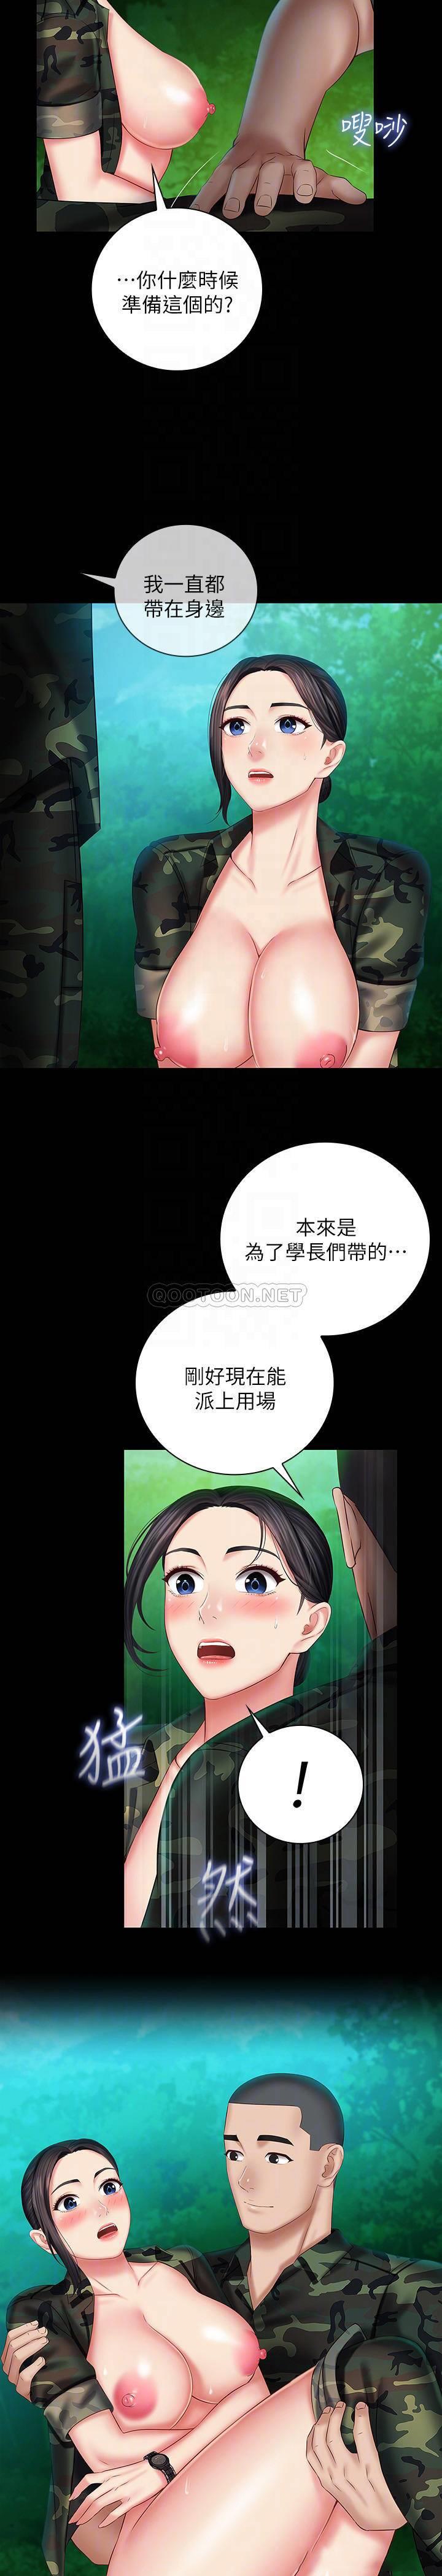 嗖吵
…你什麼時候
準備這個的?
我一直都
帶在身邊
本來是
為了學長們帶的…
TOPTOON.NET
剛好現在能
派上用場
猛
!
然